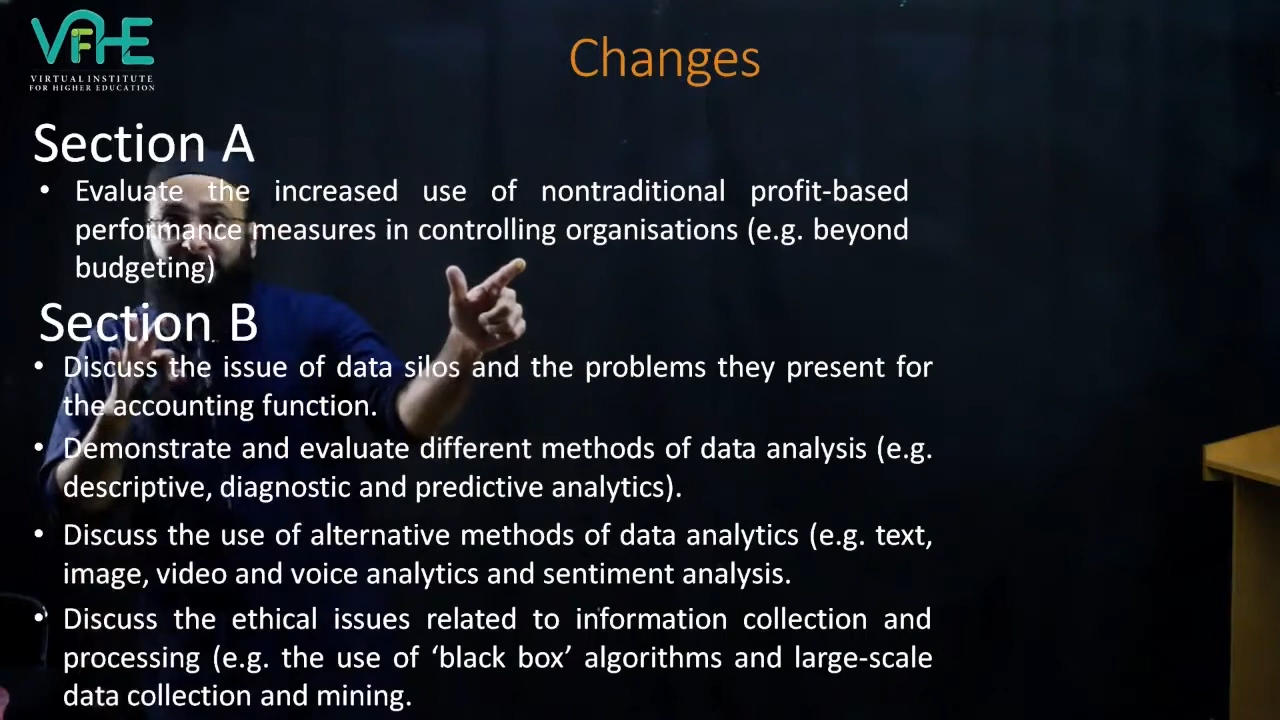 VIFHE
VIRTUAL INSTITUTE
FOR HIGHER EDUCATION
Changes
Section A
• Evaluate the increased use of nontraditional profit-based
performance measures in controlling organisations (e.g. beyond
budgeting)
Section B
• Discuss the issue of data silos and the problems they present for
the accounting function.
• Demonstrate and evaluate different methods of data analysis (e.g.
descriptive, diagnostic and predictive analytics).
• Discuss the use of alternative methods of data analytics (e.g. text,
image, video and voice analytics and sentiment analysis.
• Discuss the ethical issues related to information collection and
processing (e.g. the use of ‘black box’ algorithms and large-scale
data collection and mining.